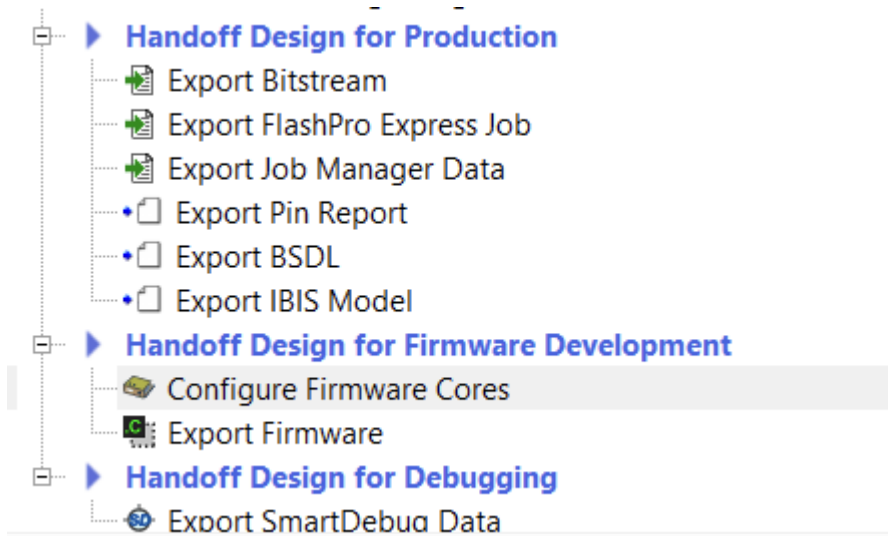 Handoff Design for Production
Export Bitstream
Export FlashPro Express Job
Export Job Manager Data
Export Pin Report
Export BSDL
Export IBIS Model
Handoff Design for Firmware Development
Configure Firmware Cores
.C
Export Firmware
Handoff Design for Debugging
SD
Export SmartDebug Data